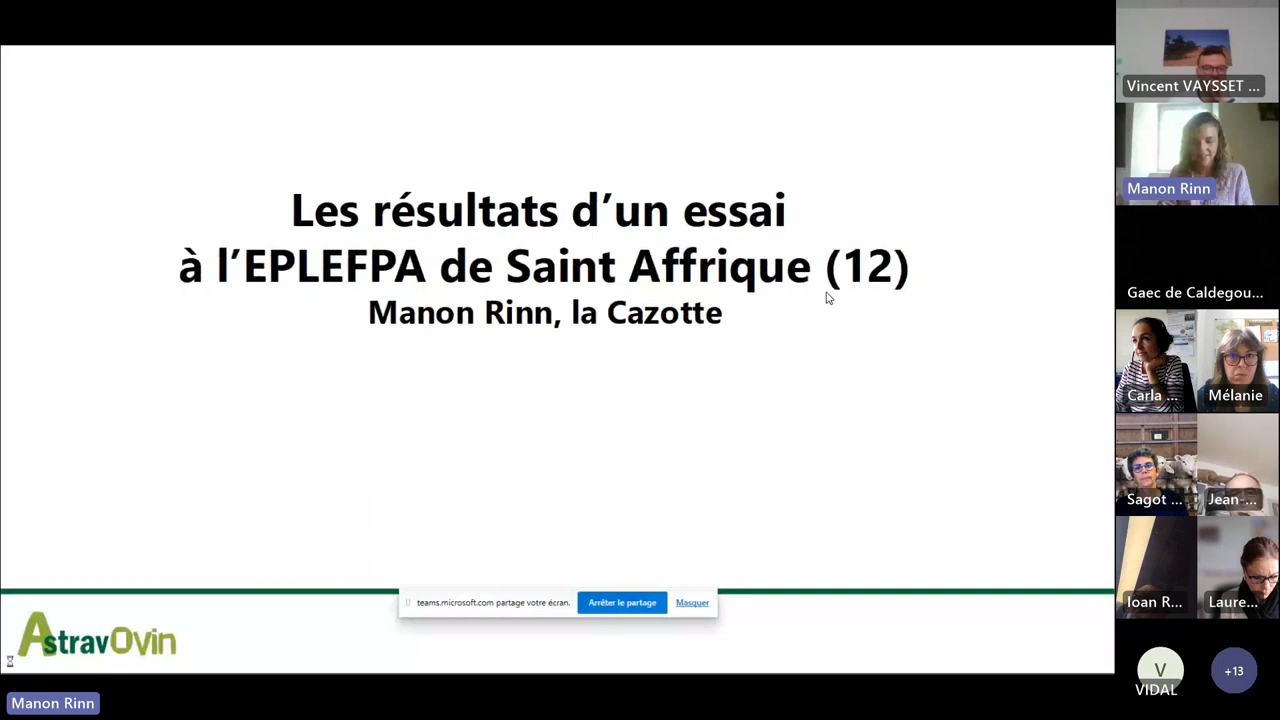 Les résultats d’un essai
à l’EPLEFPA de Saint Affrique (12)
Manon Rinn, la Cazotte
teams.microsoft.com partage votre écran.
Arrêter le partage
Masquer
AstravOvin
Manon Rinn
Vincent VAYSSET ...
Manon Rinn
Gaec de Caldegou...
Carla ...
Mélanie
Sagot ...
Jean-...
Ioan R...
Laure...
V
VIDAL
+13